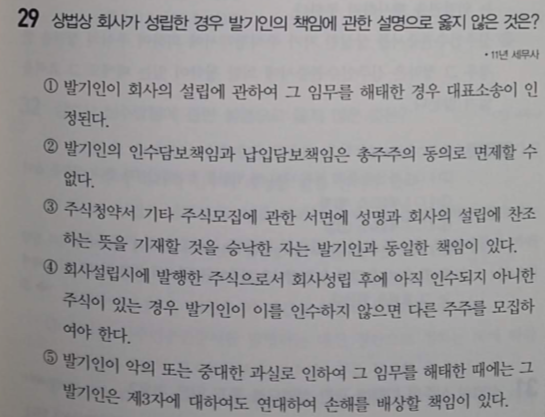 29 상법상 회사가 성립한 경우 발기인의 책임에 관한 설명으로 옳지 않은 것은?
• 11년 세무사
① 발기인이 회사의 설립에 관하여 그 임무를 해태한 경우 대표소송이 인
정된다.
② 발기인의 인수담보책임과 납입담보책임은 총주주의 동의로 면제할 수
없다.
③ 주식청약서 기타 주식모집에 관한 서면에 성명과 회사의 설립에 찬조
하는 뜻을 기재할 것을 승낙한 자는 발기인과 동일한 책임이 있다.
④ 회사설립시에 발행한 주식으로서 회사성립 후에 아직 인수되지 아니한
주식이 있는 경우 발기인이 이를 인수하지 않으면 다른 주주를 모집하
여야 한다.
⑤ 발기인이 악의 또는 중대한 과실로 인하여 그 임무를 해태한 때에는 그
발기인은 제3자에 대하여도 연대하여 손해를 배상할 책임이 있다.